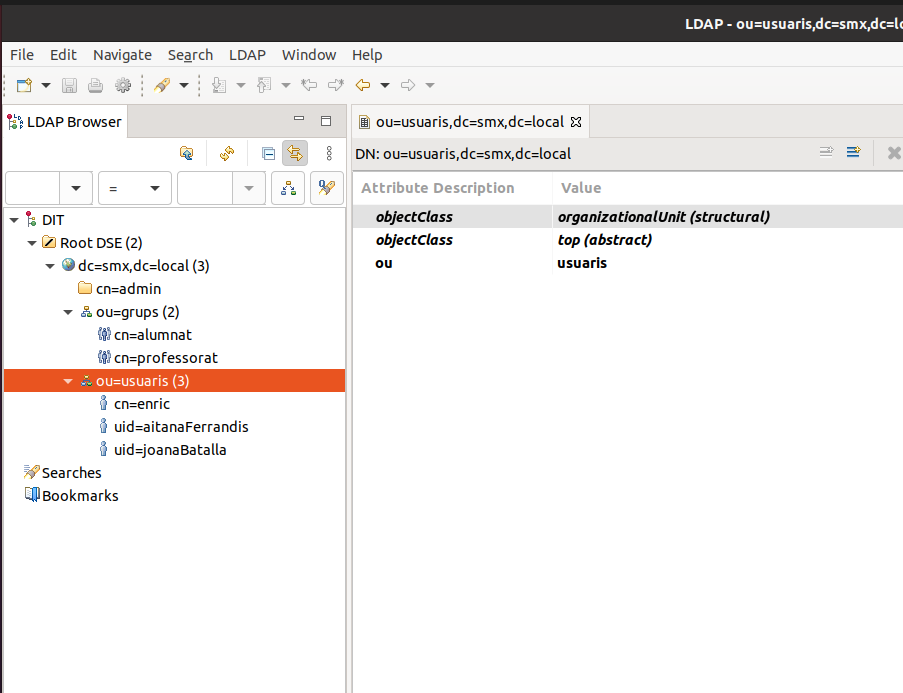 LDAP - ou=usuaris,dc=smx,dc=lo
File Edit Navigate Search LDAP Window Help
LDAP Browser
ou=usuaris,dc=smx,dc=local
DN: ou=usuaris,dc=smx,dc=local
=
Attribute Description Value
objectClass organizationalUnit (structural)
objectClass top (abstract)
ou usuaris
DIT
Root DSE (2)
dc=smx,dc=local (3)
cn=admin
ou=grups (2)
cn=alumnat
cn=professorat
ou=usuaris (3)
cn=enric
uid=aitanaFerrandis
uid=joanaBatalla
Searches
Bookmarks